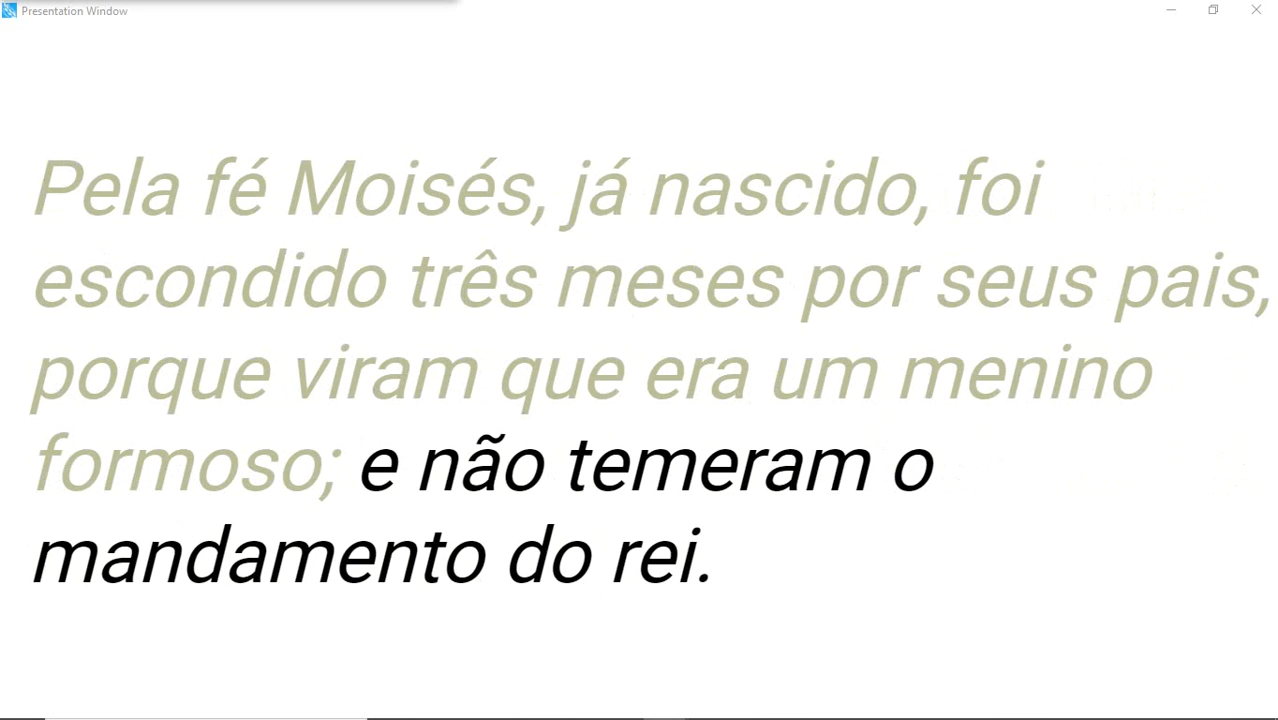 Presentation Window
Pela fé Moisés, já nascido, foi
escondido três meses por seus pais,
porque viram que era um menino
formoso; e não temeram o
mandamento do rei.